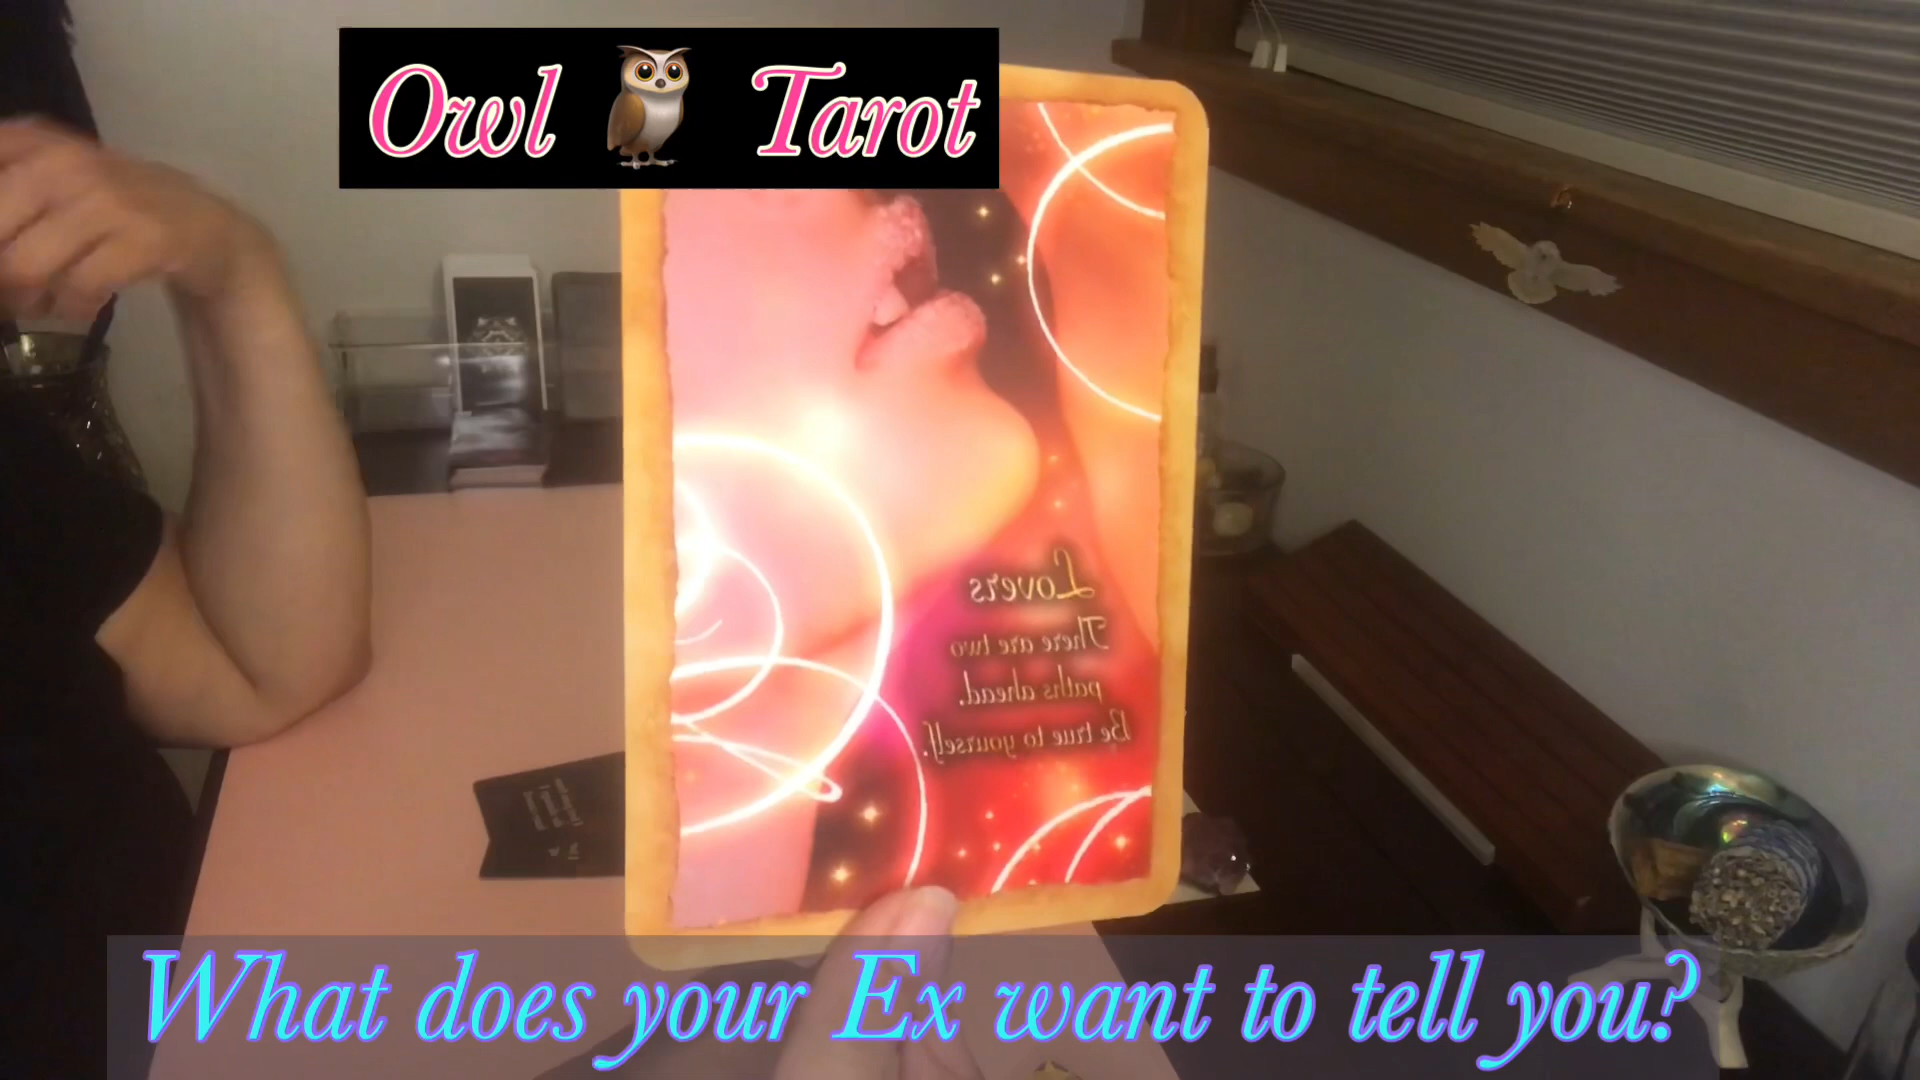 Owl 🦉 Tarot
Lovers
There are two
paths ahead.
Be true to yourself.
What does your Ex want to tell you?